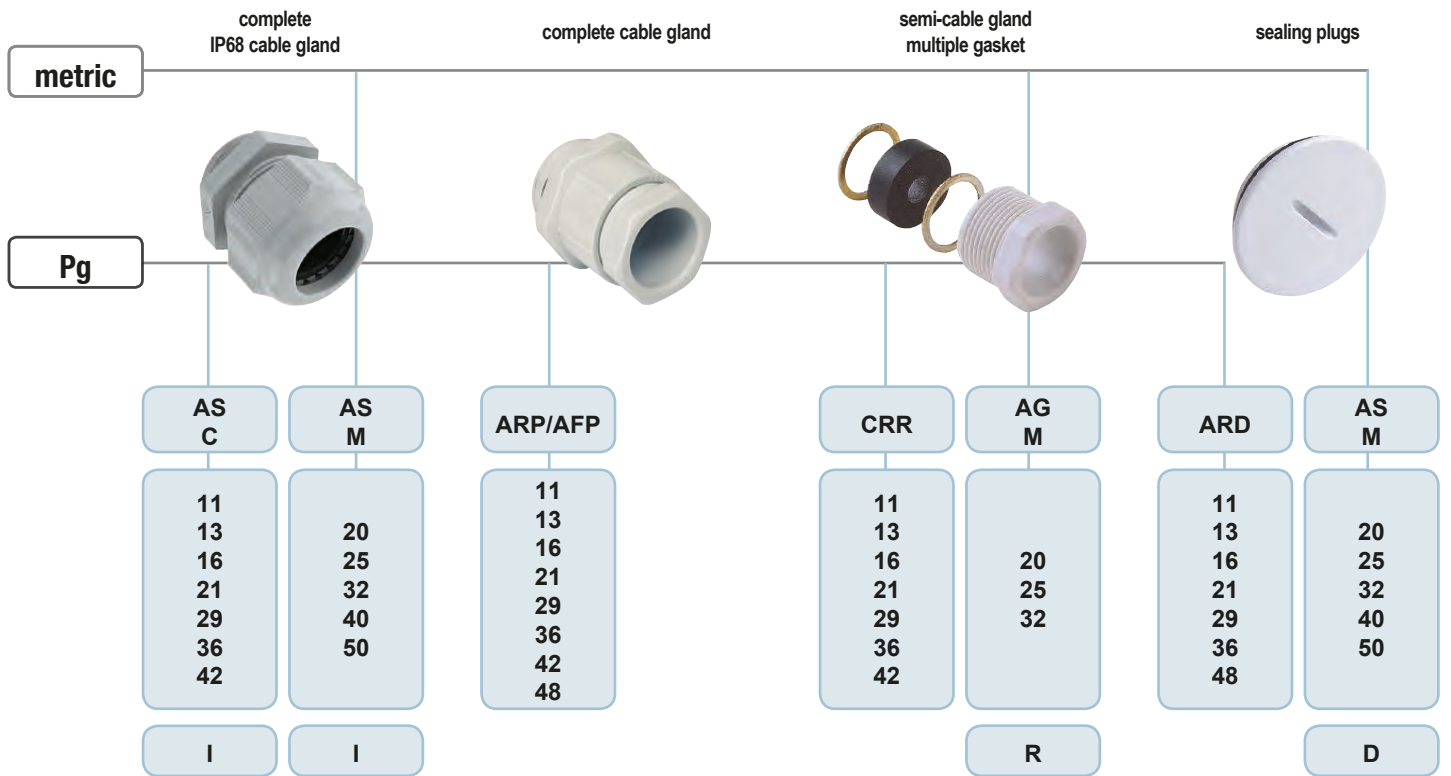 complete
IP68 cable gland
complete cable gland
semi-cable gland
multiple gasket
sealing plugs
metric
Pg
AS
C
AS
M
ARP/AFP
CRR
AG
M
ARD
AS
M
11
13
16
21
29
36
42
20
25
32
40
50
11
13
16
21
29
36
42
48
11
13
16
21
29
36
42
20
25
32
11
13
16
21
29
36
48
20
25
32
40
50
I
I
R
D